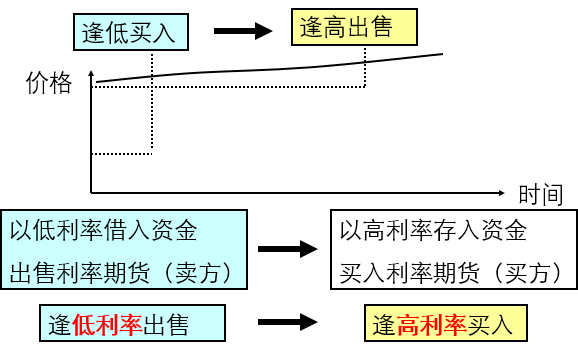 逢低买入
逢高出售
价格
时间
以低利率借入资金
出售利率期货（卖方）
以高利率存入资金
买入利率期货（买方）
逢低利率出售
逢高利率买入